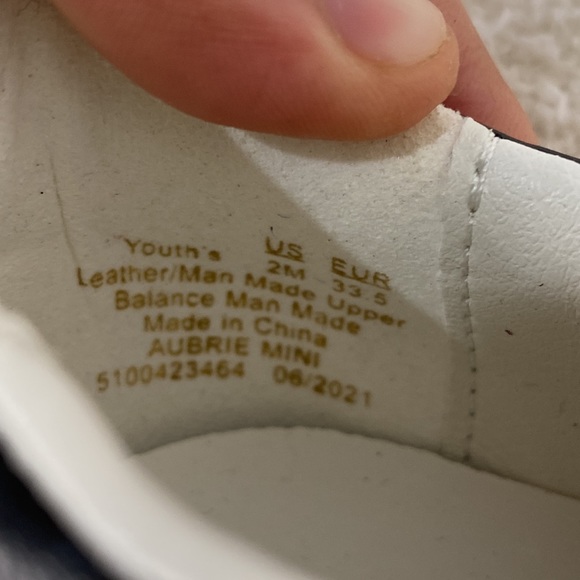 Youth's US EUR
2M 33.5
Leather/Man Made Upper
Balance Man Made
Made in China
AUBRIE MINI
5100423464 06/2021